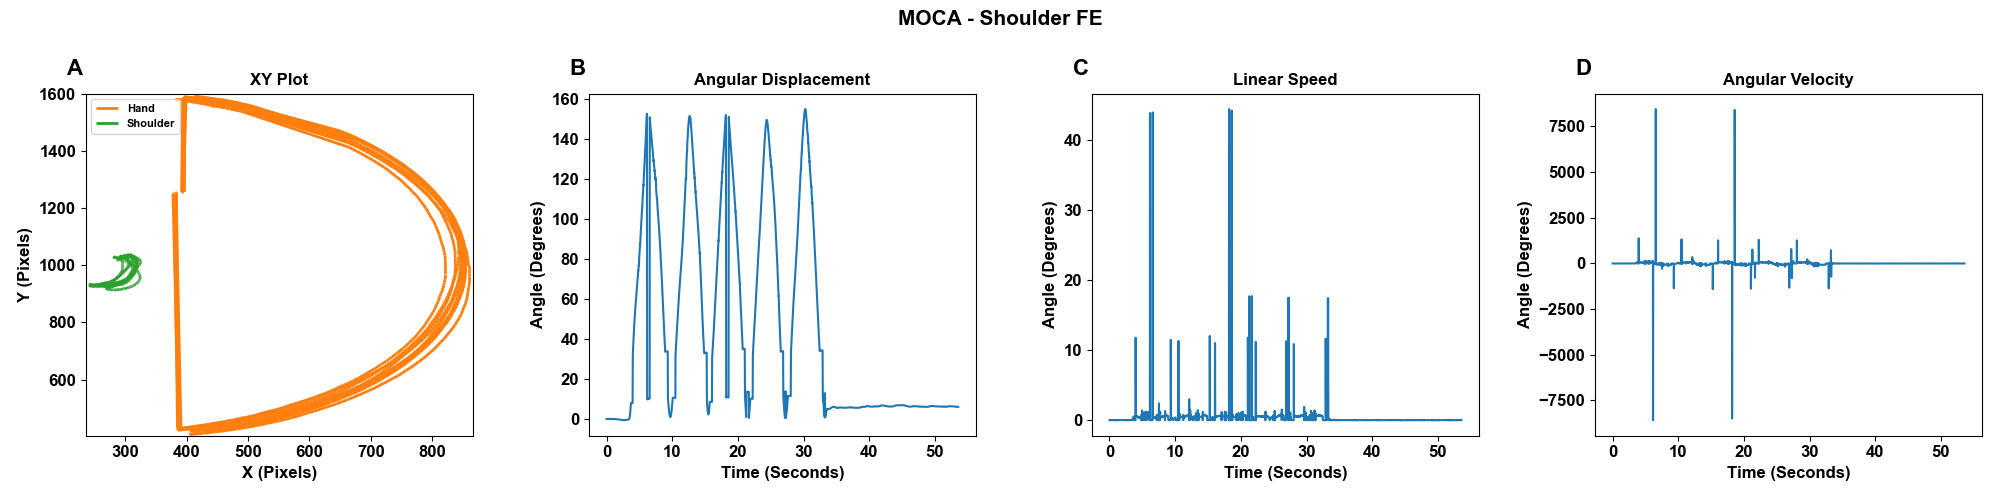 MOCA - Shoulder FE
A
XY Plot
Hand
Shoulder
1600
1400
1200
1000
800
600
300 400 500 600 700 800
X (Pixels)
Y (Pixels)
B
Angular Displacement
160
140
120
100
80
60
40
20
0
0 10 20 30 40 50
Time (Seconds)
Angle (Degrees)
C
Linear Speed
40
30
20
10
0
0 10 20 30 40 50
Time (Seconds)
Angle (Degrees)
D
Angular Velocity
7500
5000
2500
0
−2500
−5000
−7500
0 10 20 30 40 50
Time (Seconds)
Angle (Degrees)